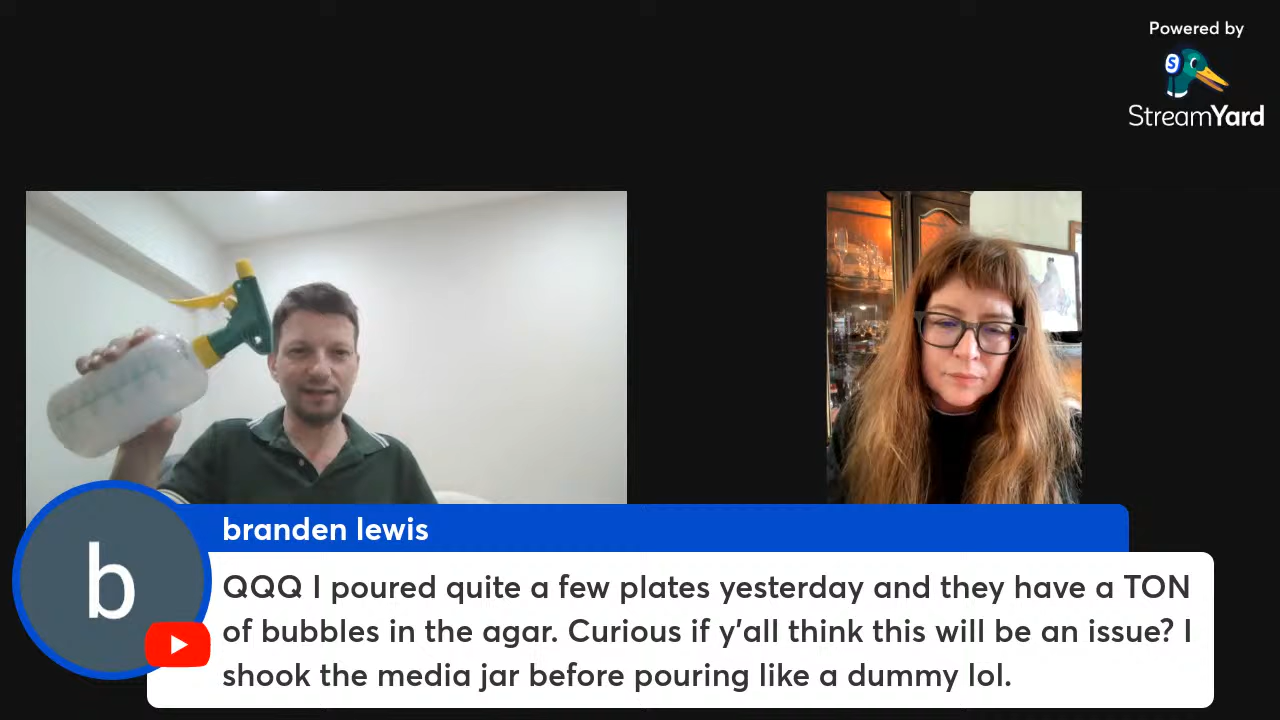 Powered by
S
StreamYard
branden lewis
b
QQQ I poured quite a few plates yesterday and they have a TON
of bubbles in the agar. Curious if y'all think this will be an issue? I
shook the media jar before pouring like a dummy lol.